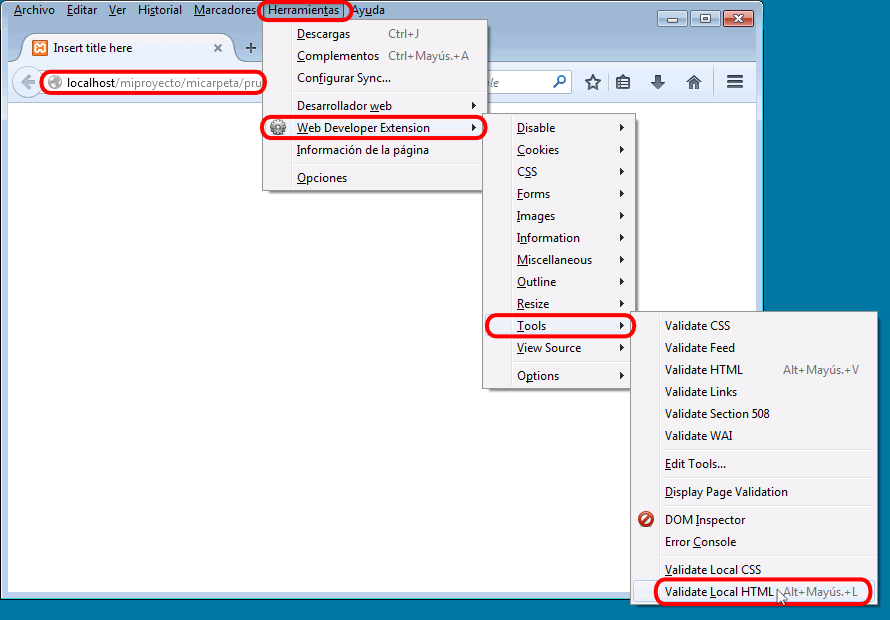 Archivo Editar Ver Historial Marcadores Herramientas Ayuda
Insert title here
localhost/miproyecto/micarpeta/pru
Descargas Ctrl+J
Complementos Ctrl+Mayús.+A
Configurar Sync...
Desarrollador web
Web Developer Extension
Información de la página
Opciones
Disable
Cookies
CSS
Forms
Images
Information
Miscellaneous
Outline
Resize
Tools
View Source
Options
Validate CSS
Validate Feed
Validate HTML Alt+Mayús.+V
Validate Links
Validate Section 508
Validate WAI
Edit Tools...
Display Page Validation
DOM Inspector
Error Console
Validate Local CSS
Validate Local HTML Alt+Mayús.+L